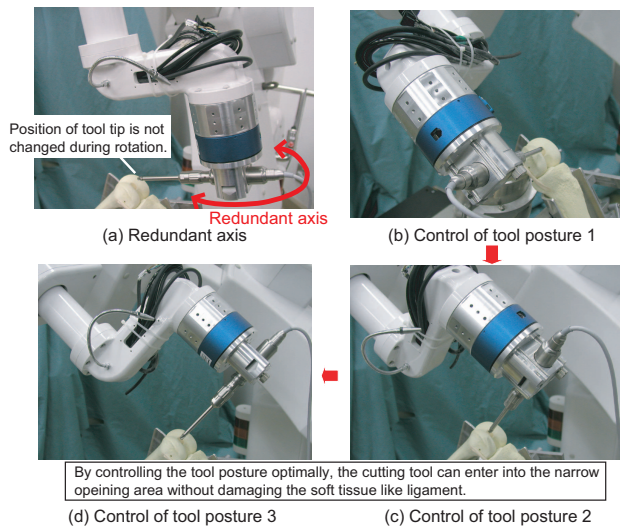 Position of tool tip is not
changed during rotation.
Redundant axis
(a) Redundant axis
(b) Control of tool posture 1
By controlling the tool posture optimally, the cutting tool can enter into the narrow
opeining area without damaging the soft tissue like ligament.
(d) Control of tool posture 3
(c) Control of tool posture 2